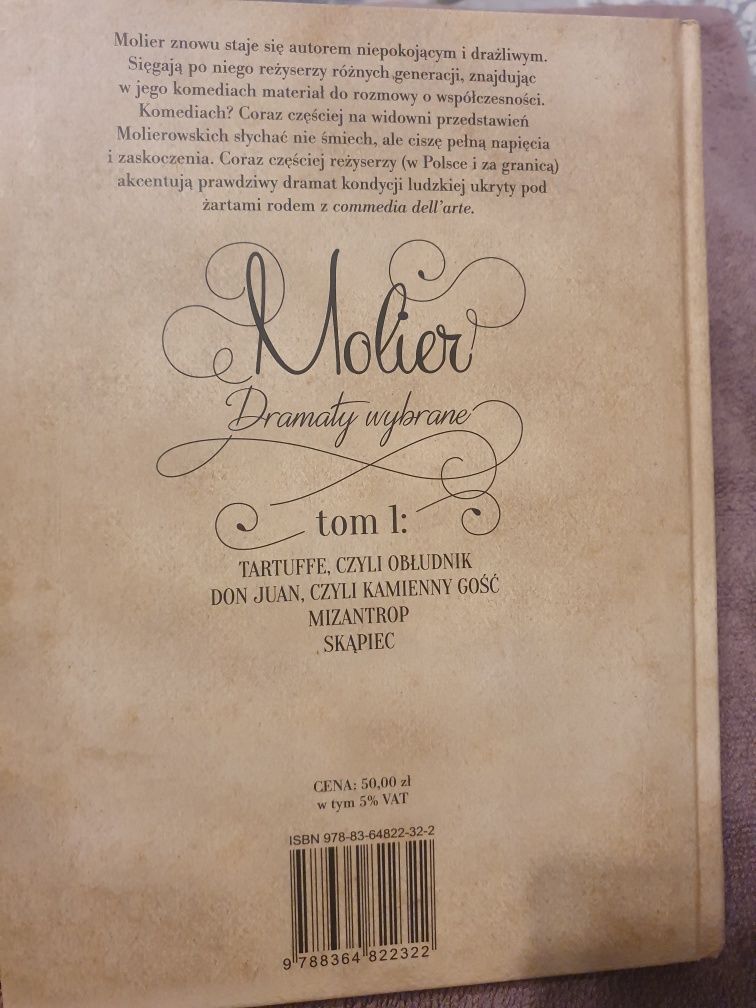 Molier znowu staje się autorem niepokojącym i drażliwym.
Sięgają po niego reżyserzy różnych generacji, znajdując
w jego komediach materiał do rozmowy o współczesności.
Komediach? Coraz częściej na widowni przedstawień
Molierowskich słychać nie śmiech, ale ciszę pełną napięcia
i zaskoczenia. Coraz częściej reżyserzy (w Polsce i za granicą)
akcentują prawdziwy dramat kondycji ludzkiej ukryty pod
żartami rodem z commedia dell'arte.
Molier
Dramaty wybrane
tom 1:
TARTUFFE, CZYLI OBŁUDNIK
DON JUAN, CZYLI KAMIENNY GOŚĆ
MIZANTROP
SKĄPIEC
CENA: 50,00 zł
w tym 5% VAT
ISBN 978-83-64822-32-2
9 788364 822322